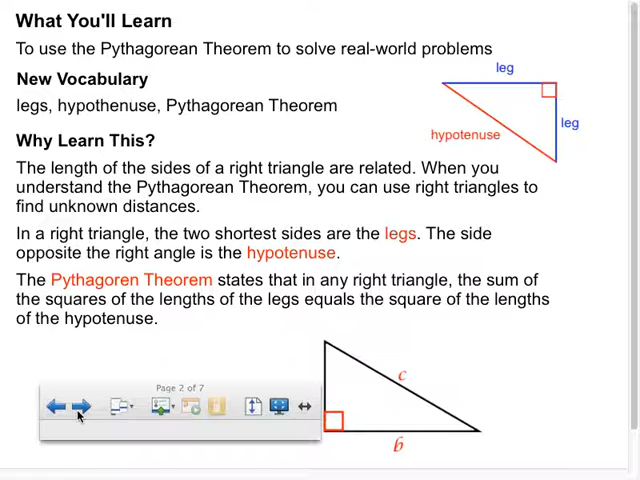 What You'll Learn
To use the Pythagorean Theorem to solve real-world problems
New Vocabulary
legs, hypothenuse, Pythagorean Theorem
leg
leg
hypotenuse
Why Learn This?
The length of the sides of a right triangle are related. When you
understand the Pythagorean Theorem, you can use right triangles to
find unknown distances.
In a right triangle, the two shortest sides are the legs. The side
opposite the right angle is the hypotenuse.
The Pythagoren Theorem states that in any right triangle, the sum of
the squares of the lengths of the legs equals the square of the lengths
of the hypotenuse.
Page 2 of 7
c
b